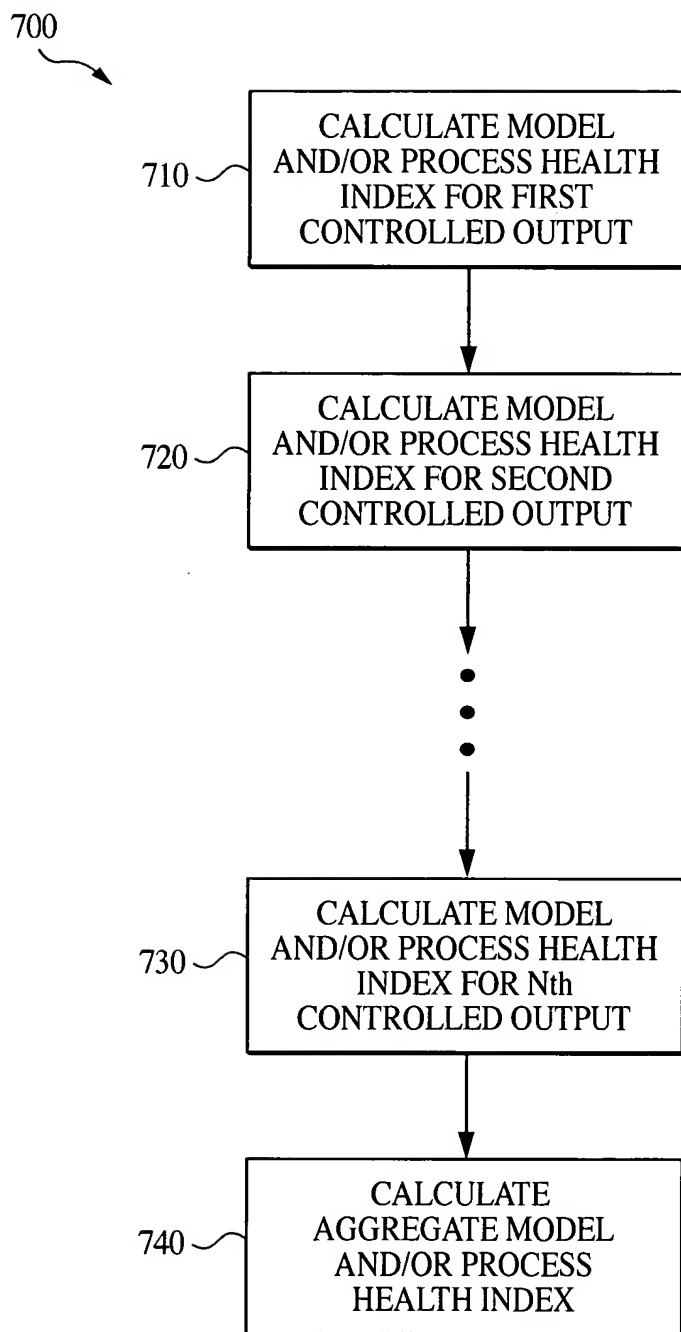 700
710
CALCULATE MODEL
AND/OR PROCESS HEALTH
INDEX FOR FIRST
CONTROLLED OUTPUT
720
CALCULATE MODEL
AND/OR PROCESS HEALTH
INDEX FOR SECOND
CONTROLLED OUTPUT
730
CALCULATE MODEL
AND/OR PROCESS HEALTH
INDEX FOR Nth
CONTROLLED OUTPUT
740
CALCULATE
AGGREGATE MODEL
AND/OR PROCESS
HEALTH INDEX